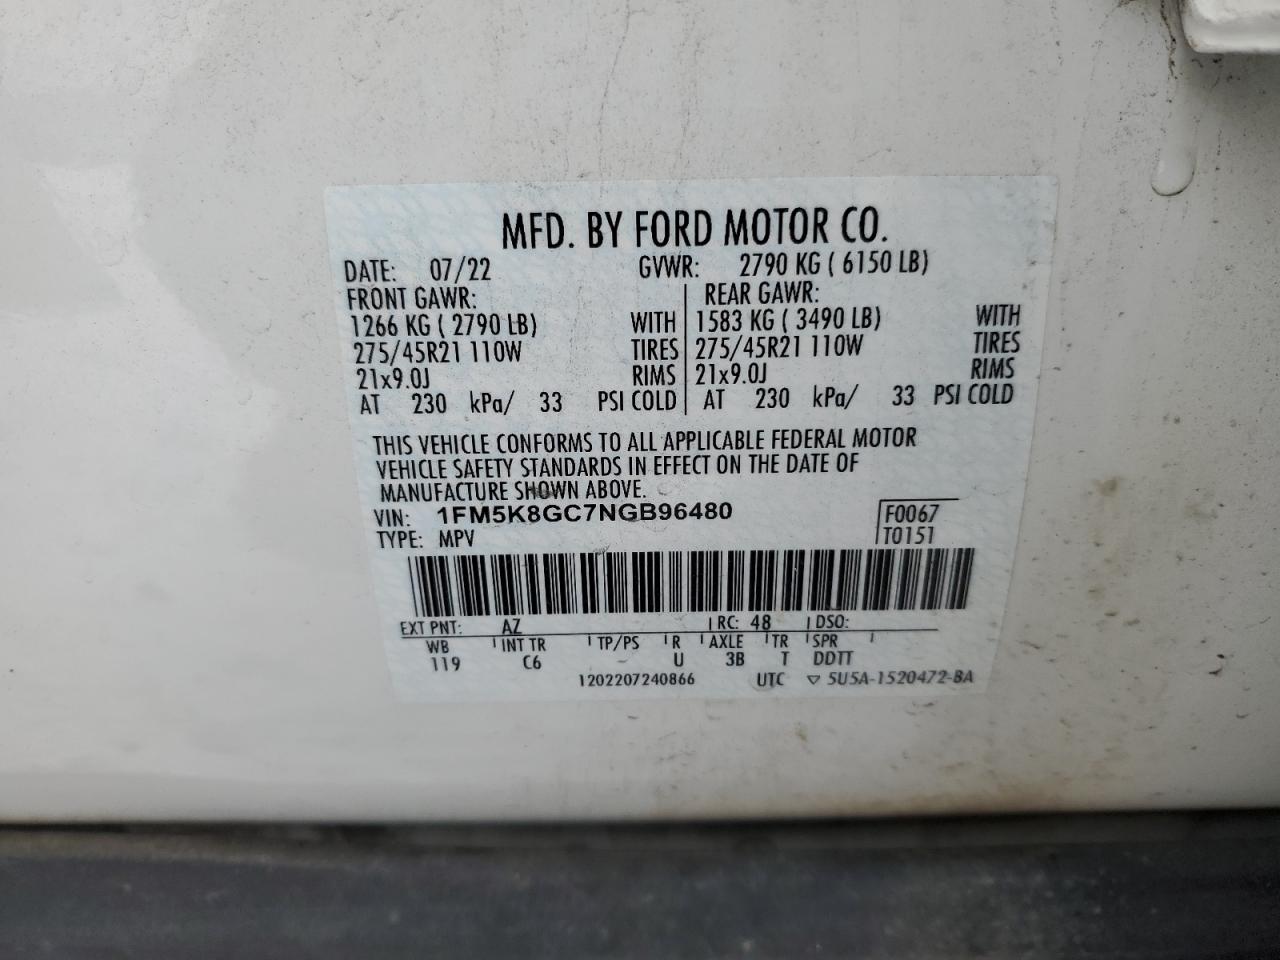 MFD. BY FORD MOTOR CO.
DATE: 07/22 GVWR: 2790 KG ( 6150 LB)
FRONT GAWR: REAR GAWR:
1266 KG ( 2790 LB) WITH 1583 KG ( 3490 LB) WITH
275/45R21 110W TIRES 275/45R21 110W TIRES
21x9.0J RIMS 21x9.0J RIMS
AT 230 kPa/ 33 PSI COLD AT 230 kPa/ 33 PSI COLD
THIS VEHICLE CONFORMS TO ALL APPLICABLE FEDERAL MOTOR
VEHICLE SAFETY STANDARDS IN EFFECT ON THE DATE OF
MANUFACTURE SHOWN ABOVE.
VIN: 1FM5K8GC7NGB96480 F0067
TYPE: MPV T0151
EXT PNT: AZ RC: 48 DSO:
WB INT TR TP/PS R AXLE TR SPR
119 C6 - U 3B T DDTT
1202207240866 UTC ▽ 5U5A-1520472-BA